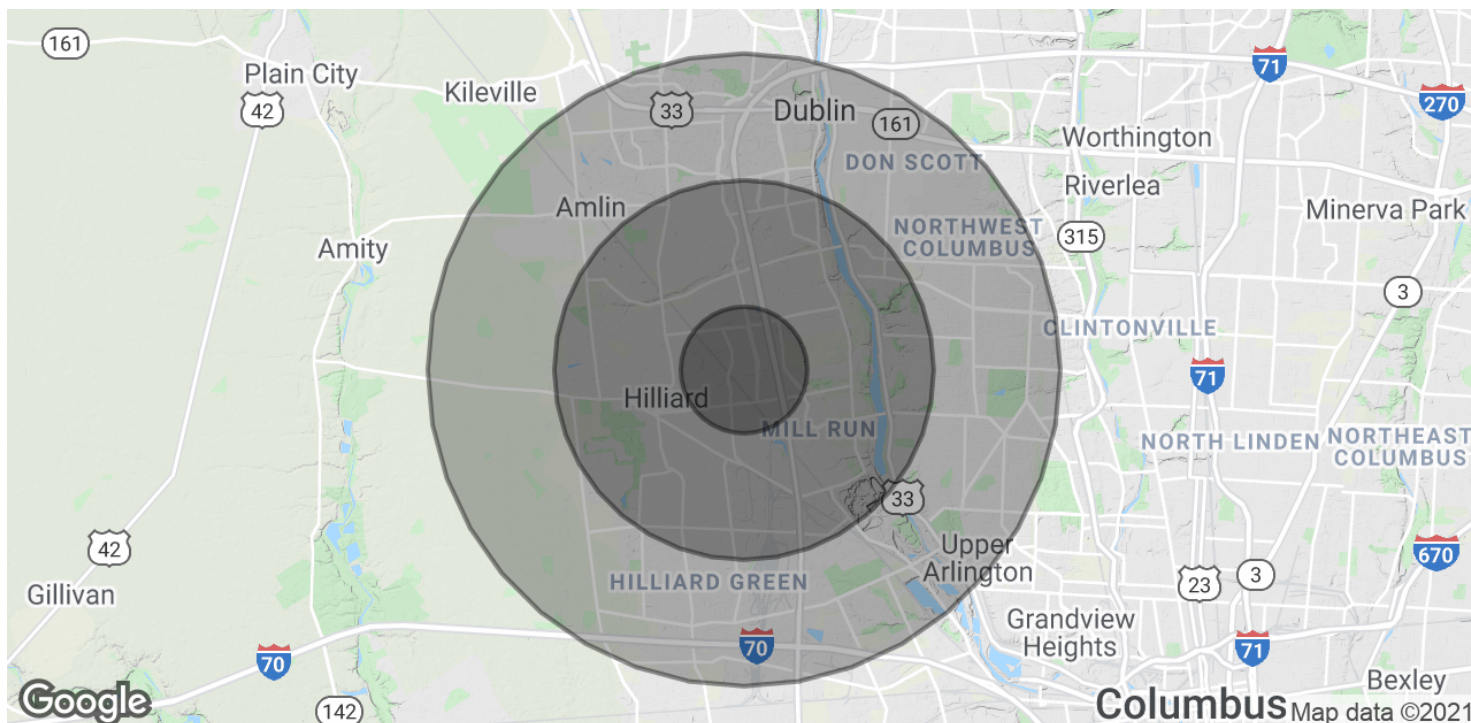 161
Plain City
42
Kileville
33
Dublin
161
71
270
Worthington
DON SCOTT
Riverlea
Amlin
Minerva Park
Amity
NORTHWEST
COLUMBUS
315
3
CLINTONVILLE
71
Hilliard
MILL RUN
NORTH LINDEN
NORTHEAST
COLUMBUS
33
42
Upper
Arlington
670
HILLIARD GREEN
23
3
Gillivan
Grandview
Heights
70
70
71
Bexley
Google
142
Columbus
Map data ©2021